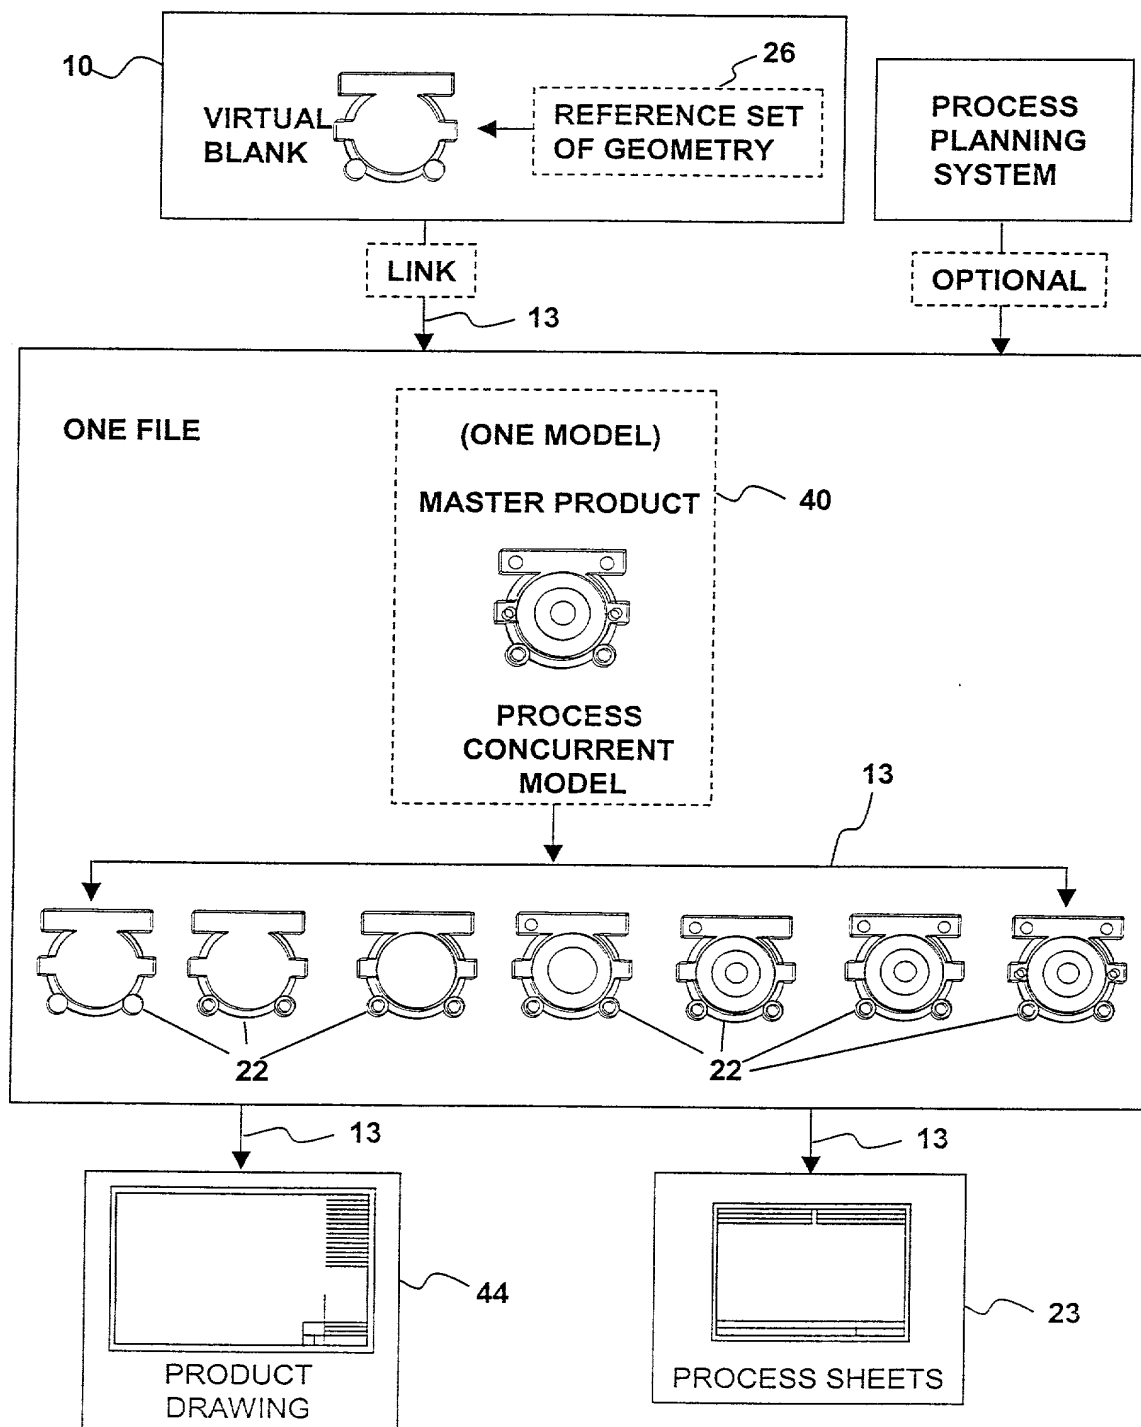 10
VIRTUAL
BLANK
26
REFERENCE SET
OF GEOMETRY
PROCESS
PLANNING
SYSTEM
LINK
OPTIONAL
13
ONE FILE
(ONE MODEL)
MASTER PRODUCT
40
PROCESS
CONCURRENT
MODEL
13
22
22
13
13
44
23
PRODUCT
DRAWING
PROCESS SHEETS